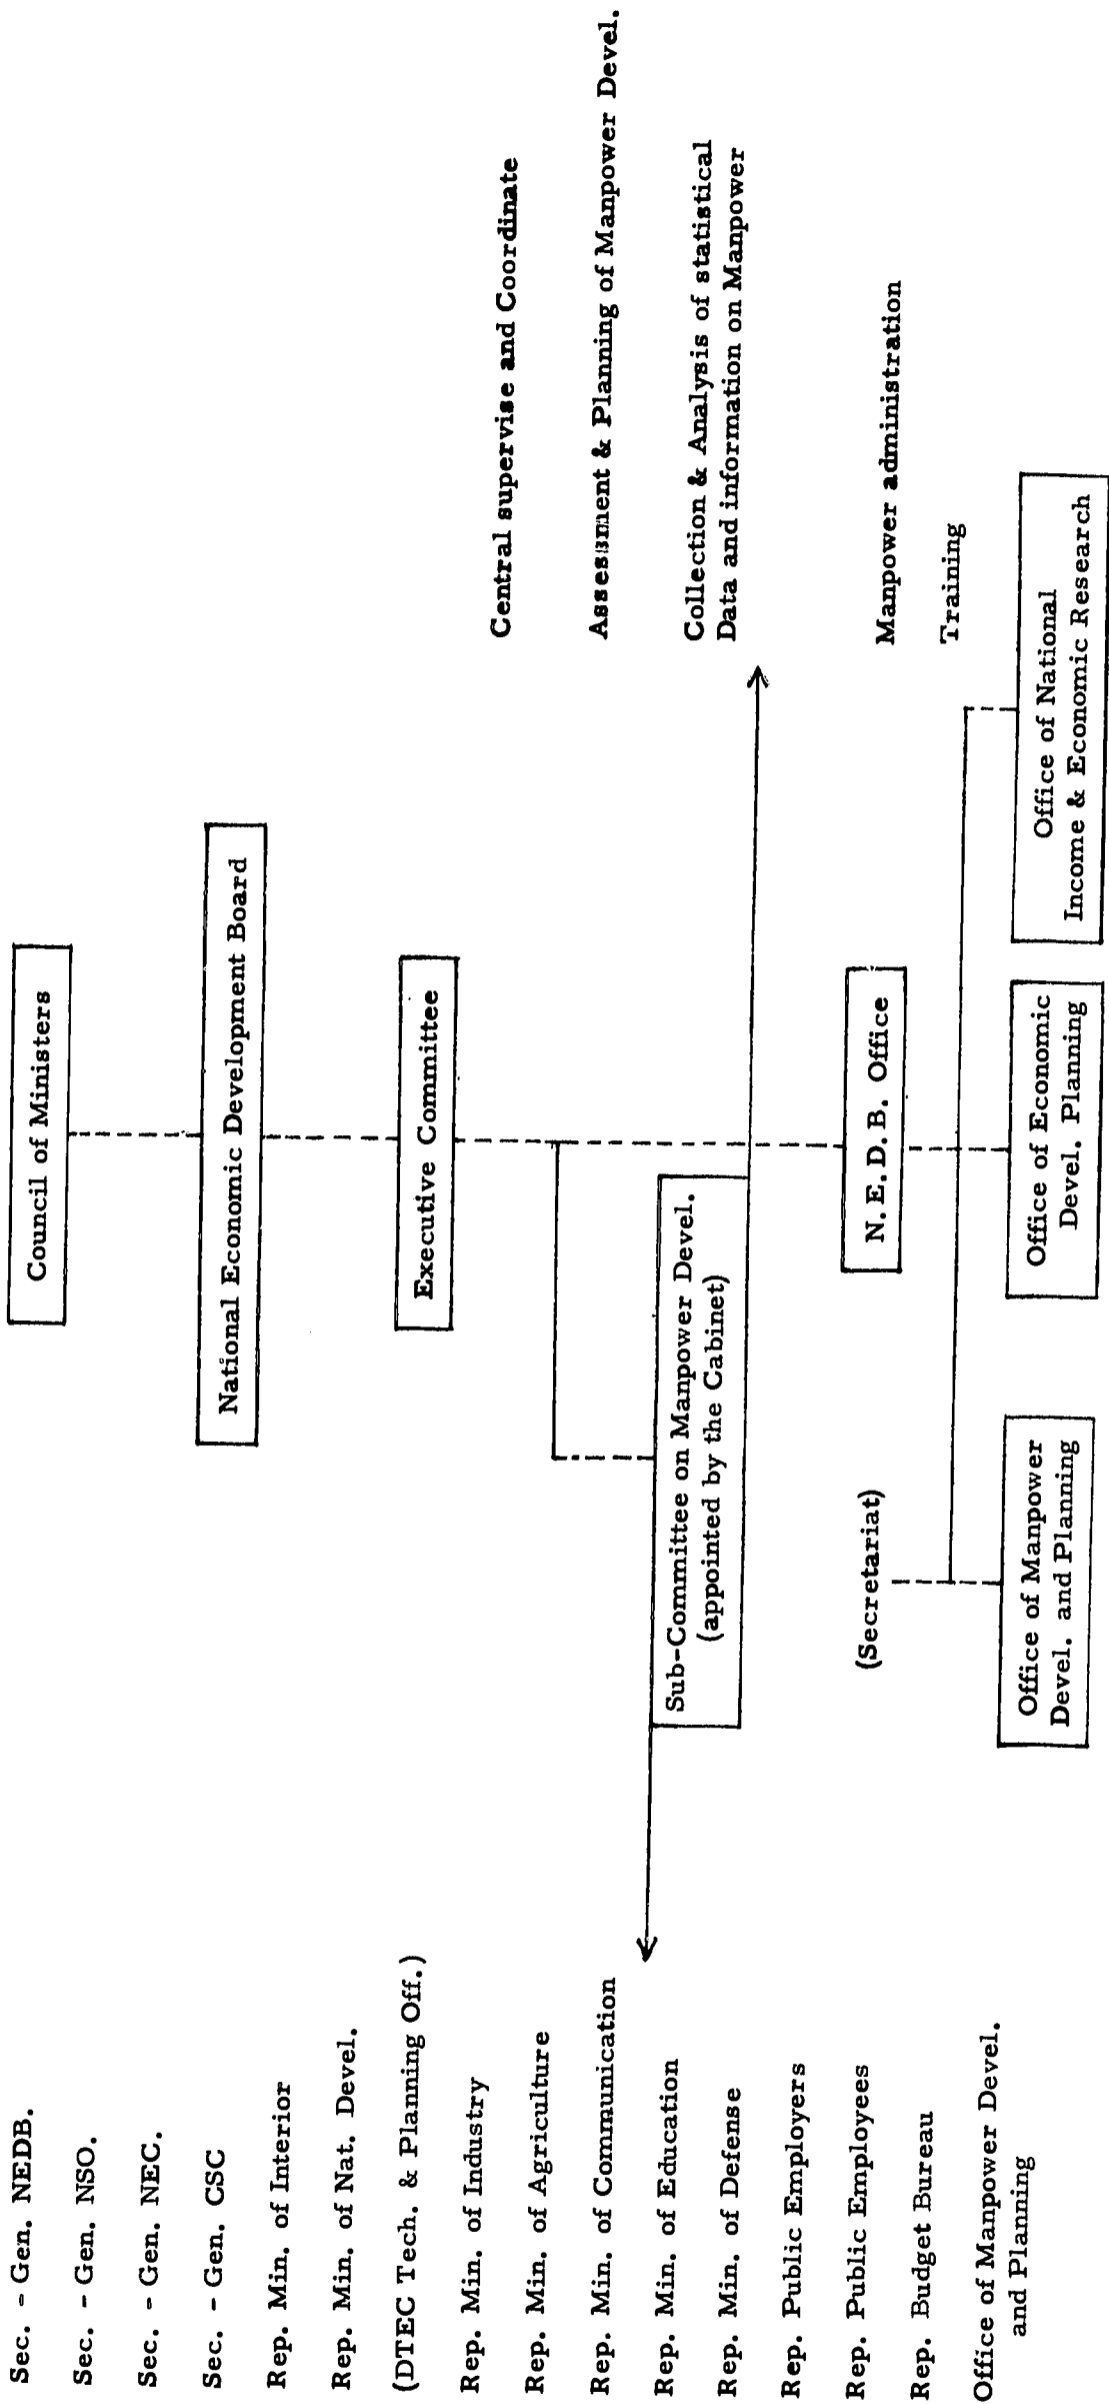 Sec. - Gen. NEDB.
Sec. - Gen. NSO.
Sec. - Gen. NEC.
Sec. - Gen. CSC
Rep. Min. of Interior
Rep. Min. of Nat. Devel.
(DTEC Tech. & Planning Off.)
Rep. Min. of Industry
Rep. Min. of Agriculture
Rep. Min. of Communication
Rep. Min. of Education
Rep. Min. of Defense
Rep. Public Employers
Rep. Public Employees
Rep. Budget Bureau
Office of Manpower Devel.
and Planning
Council of Ministers
National Economic Development Board
Executive Committee
Sub-Committee on Manpower Devel.
(appointed by the Cabinet)
(Secretariat)
N. E. D. B. Office
Office of Manpower
Devel. and Planning
Office of Economic
Devel. Planning
Office of National
Income & Economic Research
Central supervise and Coordinate
Assessment & Planning of Manpower Devel.
Collection & Analysis of statistical
Data and information on Manpower
Manpower administration
Training